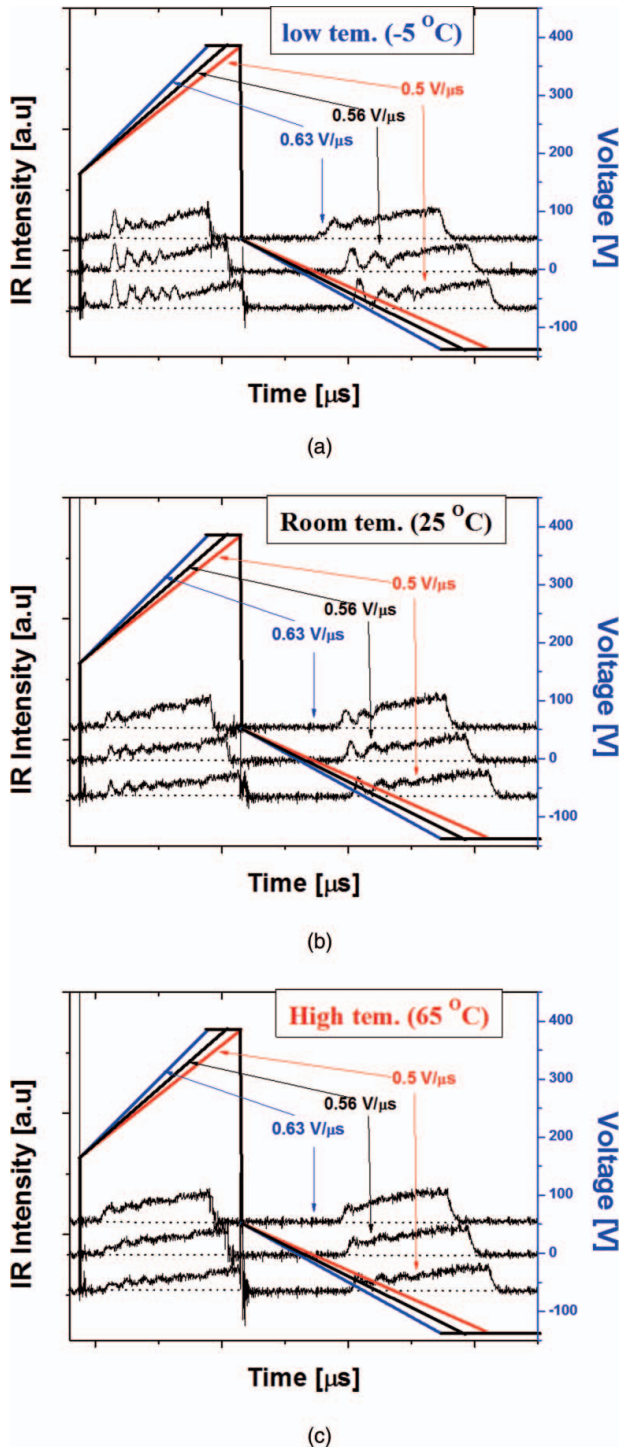 low tem. (-5 °C)
0.5 V/μs
0.56 V/μs
0.63 V/μs
IR Intensity [a.u]
400
300
200
100
0
-100
Voltage [V]
Time [μs]
(a)
Room tem. (25 °C)
0.5 V/μs
0.56 V/μs
0.63 V/μs
IR Intensity [a.u]
400
300
200
100
0
-100
Voltage [V]
Time [μs]
(b)
High tem. (65 °C)
0.5 V/μs
0.56 V/μs
0.63 V/μs
IR Intensity [a.u]
400
300
200
100
0
-100
Voltage [V]
Time [μs]
(c)